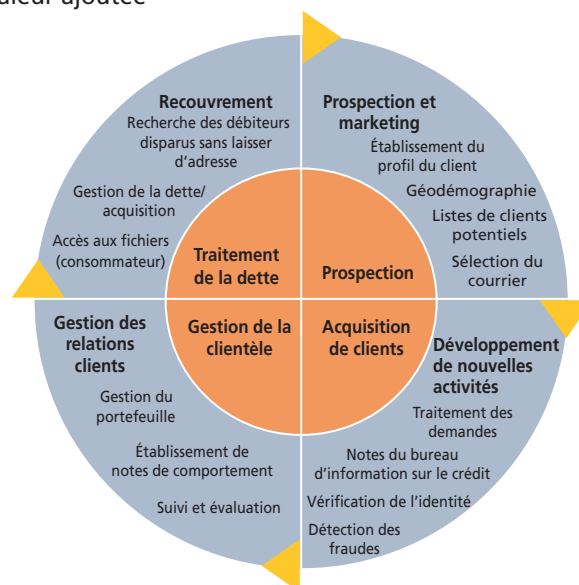 Recouvrement
Recherche des débiteurs
disparus sans laisser
d'adresse
Gestion de la dette/
acquisition
Accès aux fichiers
(consommateur)
Traitement
de la dette
Prospection et
marketing
Établissement du
profil du client
Géodémographie
Listes de clients
potentiels
Sélection du
courrier
Prospection
Gestion des
relations
clients
Gestion du
portefeuille
Établissement de
notes de comportement
Suivi et évaluation
Gestion de la
clientèle
Acquisition
de clients
Développement
de nouvelles
activités
Traitement des
demandes
Notes du bureau
d'information sur le crédit
Vérification de l'identité
Détection des
fraudes